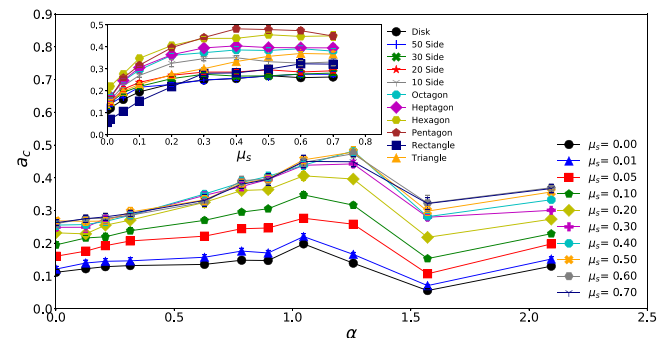 0.9
0.8
0.7
0.6
0.5
0.4
0.3
0.2
0.1
0.0
a_c
0.0 0.5 1.0 1.5 2.0 2.5
α
0.5
0.4
0.3
0.2
0.1
0.0
0.0 0.1 0.2 0.3 0.4 0.5 0.6 0.7 0.8
μ_s
Disk
50 Side
30 Side
20 Side
10 Side
Octagon
Heptagon
Hexagon
Pentagon
Rectangle
Triangle
μ_s= 0.00
μ_s= 0.01
μ_s= 0.05
μ_s= 0.10
μ_s= 0.20
μ_s= 0.30
μ_s= 0.40
μ_s= 0.50
μ_s= 0.60
μ_s= 0.70